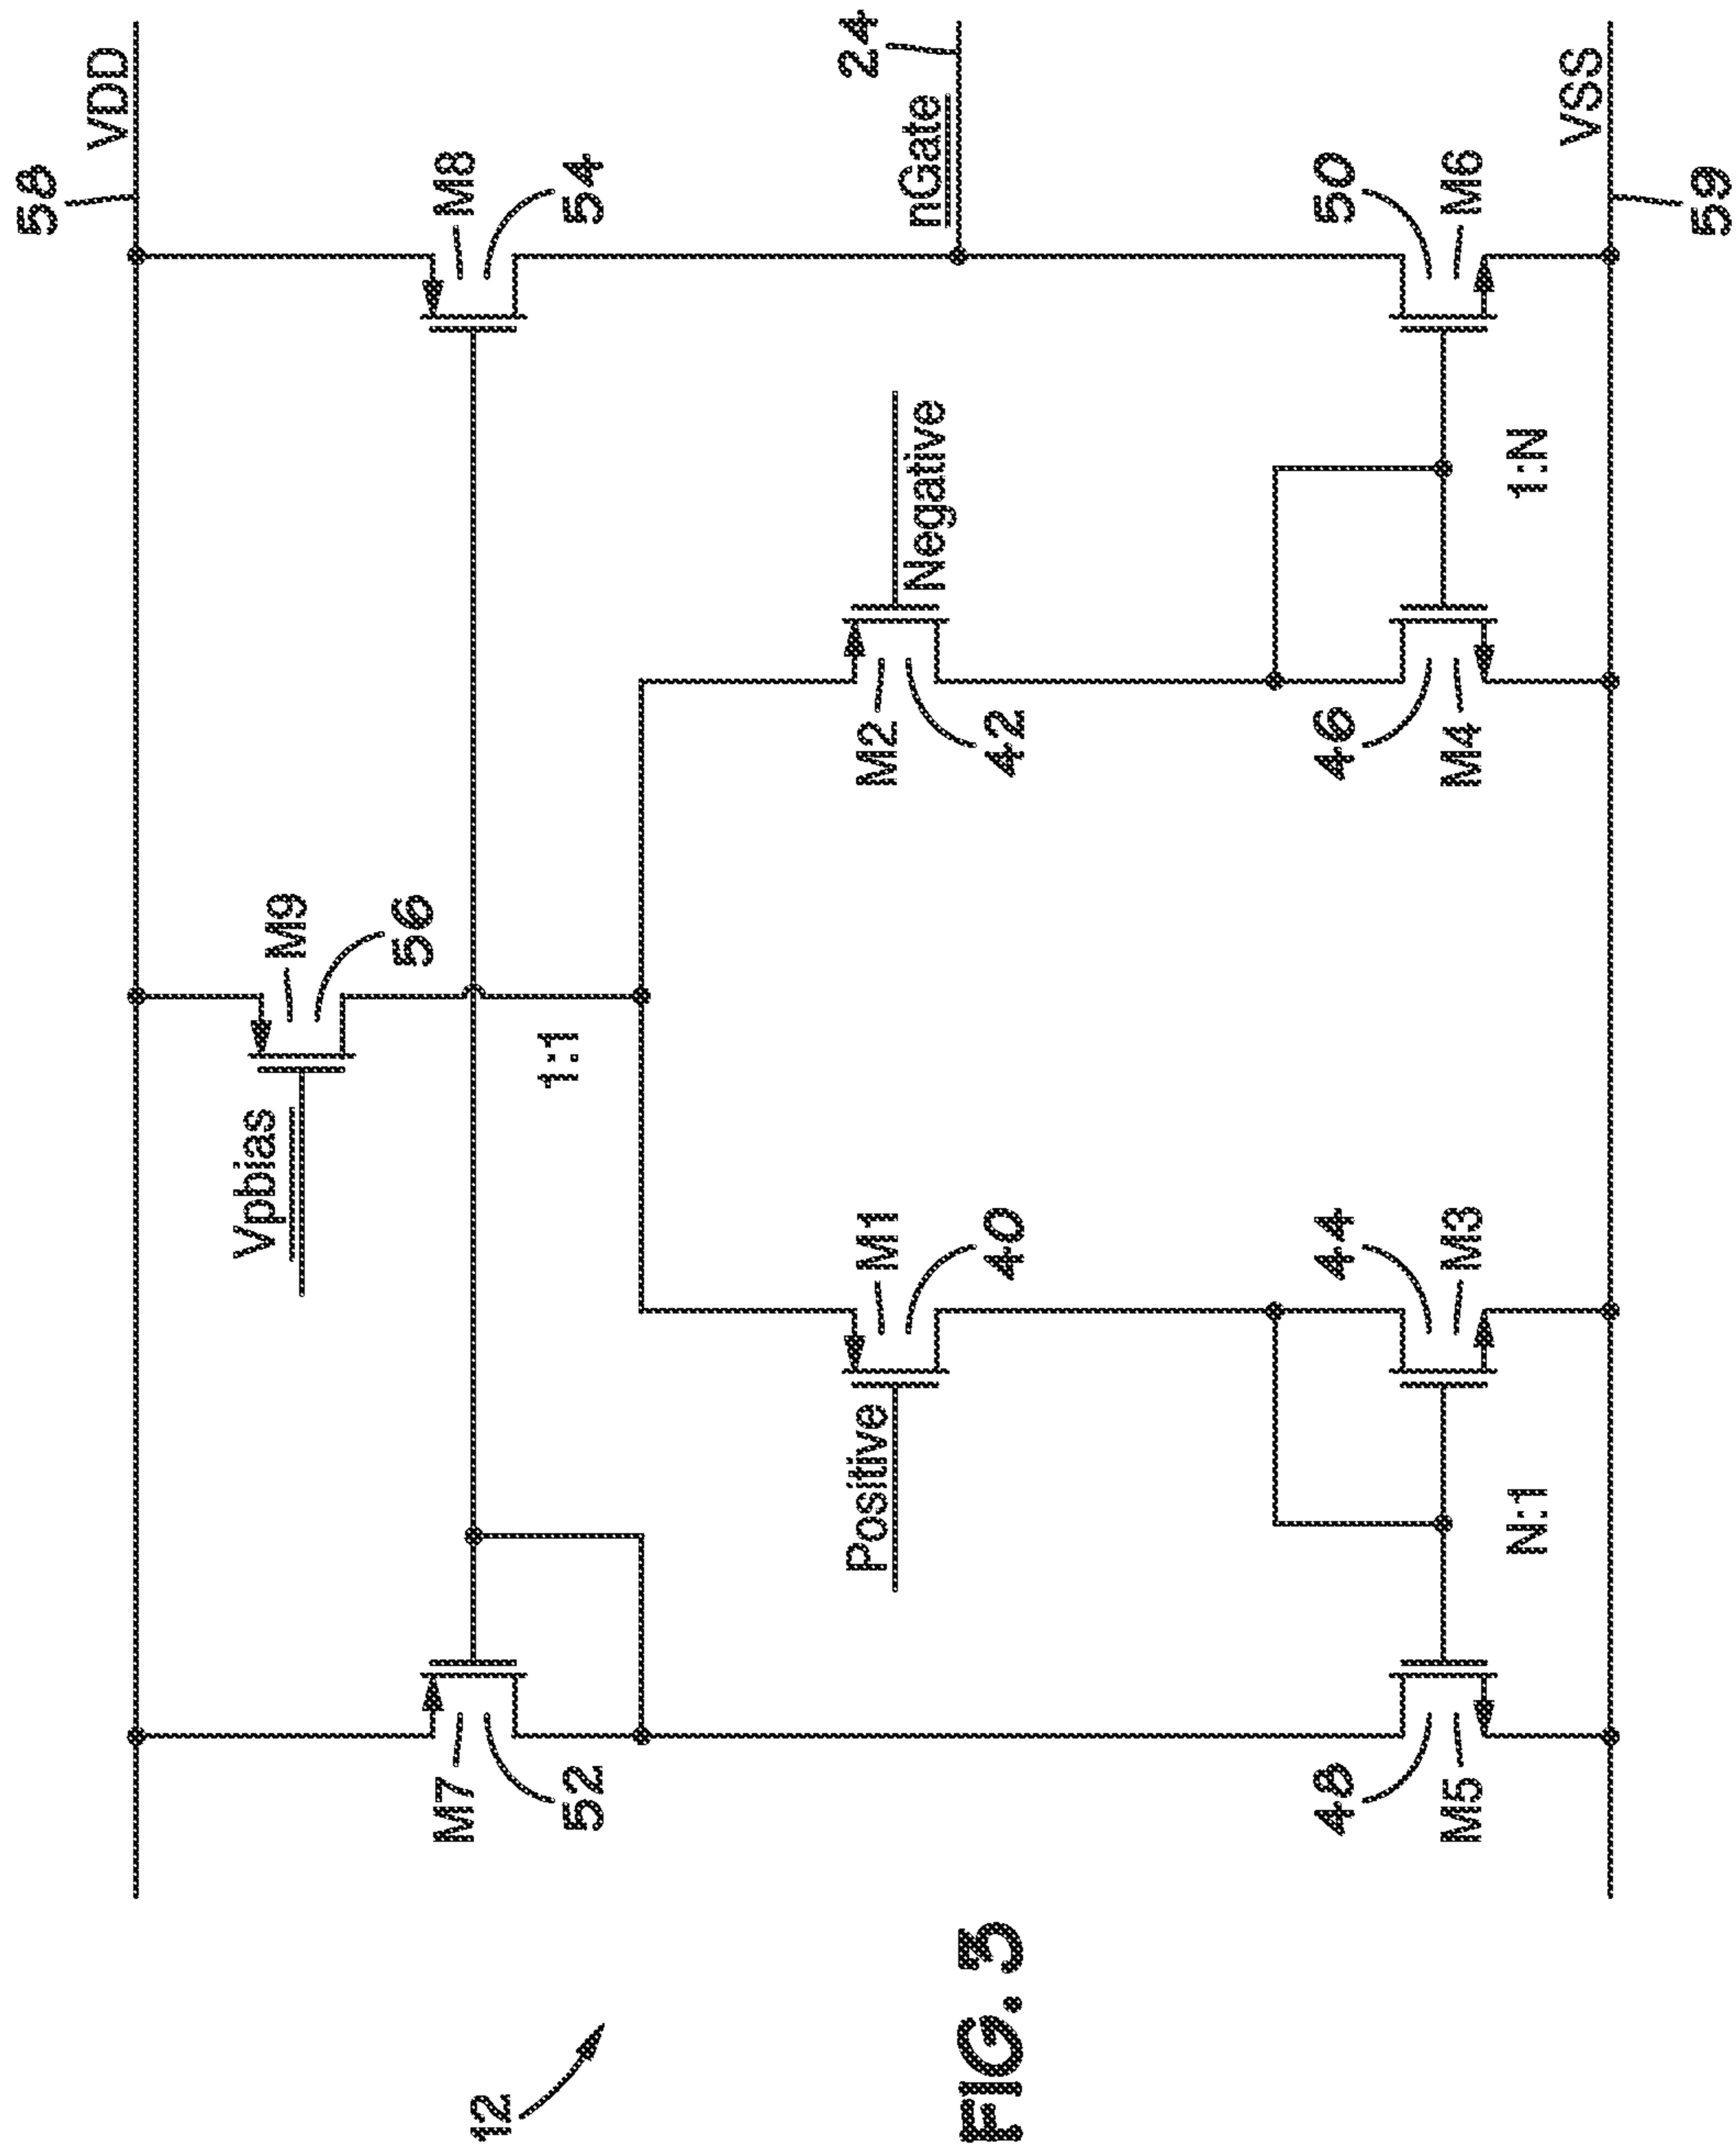 58
VDD
M9
56
Vpbias
M7
52
M8
54
1:1
Positive
M1
40
M2
42
Negative
nGate
24
48
M5
44
M3
46
M4
50
M6
N:1
1:N
VSS
59
12
FIG. 3